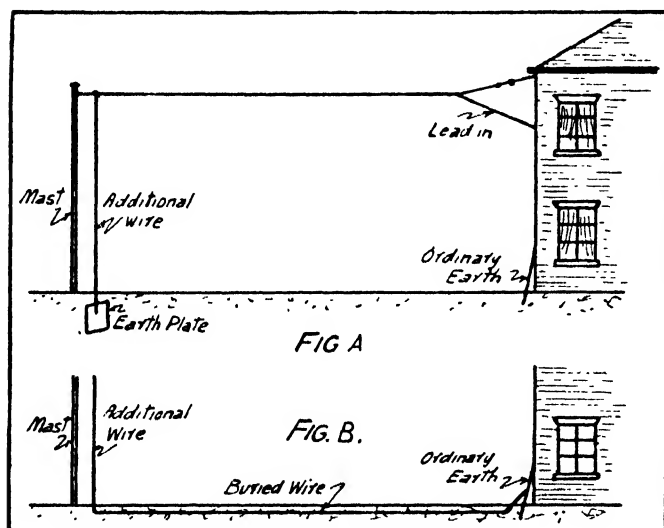 Lead in
Mast
Additional
wire
Ordinary
Earth
Earth Plate
FIG A
Mast
Additional
Wire
FIG. B.
Ordinary
Earth
Buried Wire